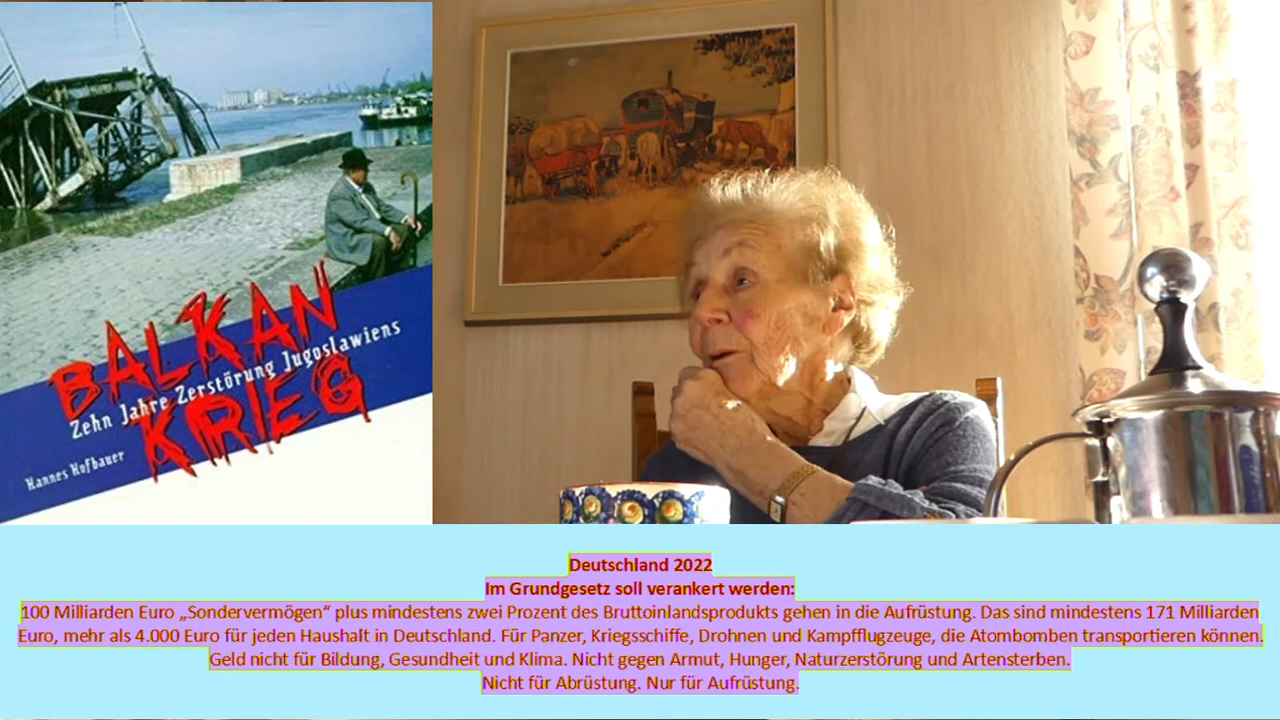 BALKAN
Zehn Jahre Zerstörung Jugoslawiens
KRIEG
Hannes Hofbauer
Deutschland 2022
Im Grundgesetz soll verankert werden:
100 Milliarden Euro „Sondervermögen“ plus mindestens zwei Prozent des Bruttoinlandsprodukts gehen in die Aufrüstung. Das sind mindestens 171 Milliarden
Euro, mehr als 4.000 Euro für jeden Haushalt in Deutschland. Für Panzer, Kriegsschiffe, Drohnen und Kampfflugzeuge, die Atombomben transportieren können.
Geld nicht für Bildung, Gesundheit und Klima. Nicht gegen Armut, Hunger, Naturzerstörung und Artensterben.
Nicht für Abrüstung. Nur für Aufrüstung.